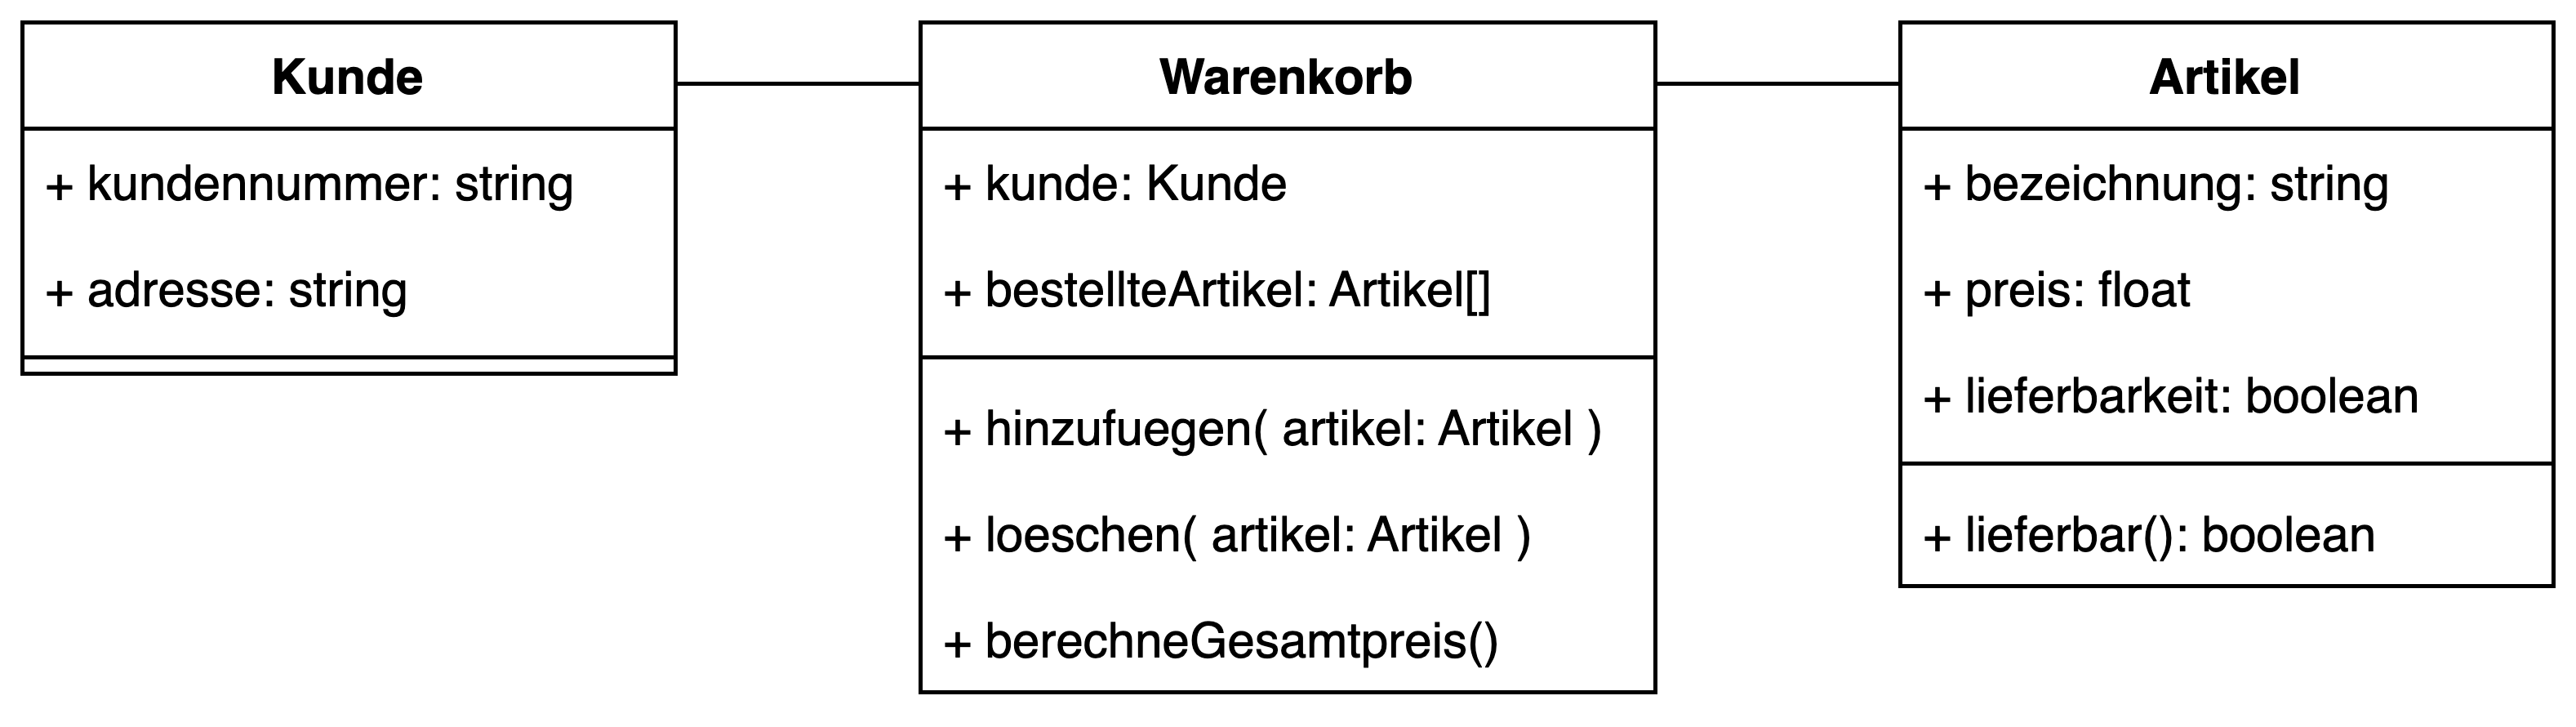 Kunde
+ kundennummer: string
+ adresse: string
Warenkorb
+ kunde: Kunde
+ bestellteArtikel: Artikel[]
+ hinzufuegen( artikel: Artikel )
+ loeschen( artikel: Artikel )
+ berechneGesamtpreis()
Artikel
+ bezeichnung: string
+ preis: float
+ lieferbarkeit: boolean
+ lieferbar(): boolean